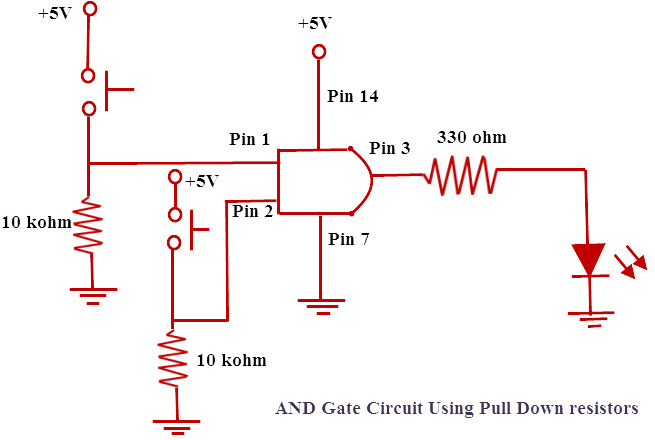 +5V
+5V
Pin 14
Pin 1
Pin 3
330 ohm
+5V
Pin 2
10 kohm
Pin 7
10 kohm
AND Gate Circuit Using Pull Down resistors